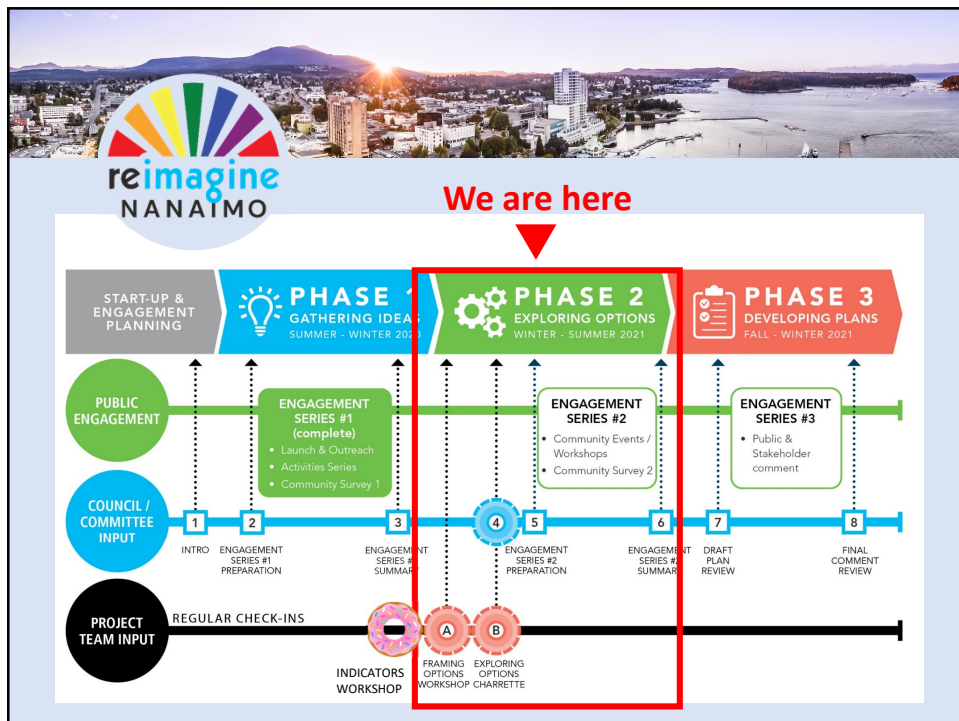 reimagine
NANAIMO
We are here
START-UP &
ENGAGEMENT
PLANNING
PHASE 1
GATHERING IDEAS
SUMMER - WINTER 2020
PHASE 2
EXPLORING OPTIONS
WINTER - SUMMER 2021
PHASE 3
DEVELOPING PLANS
FALL - WINTER 2021
PUBLIC
ENGAGEMENT
ENGAGEMENT
SERIES #1
(complete)
• Launch & Outreach
• Activities Series
• Community Survey 1
ENGAGEMENT
SERIES #2
• Community Events /
Workshops
• Community Survey 2
ENGAGEMENT
SERIES #3
• Public &
Stakeholder
comment
COUNCIL /
COMMITTEE
INPUT
1
INTRO
2
ENGAGEMENT
SERIES #1
PREPARATION
3
ENGAGEMENT
SERIES #1
SUMMARY
4
5
ENGAGEMENT
SERIES #2
PREPARATION
6
ENGAGEMENT
SERIES #2
SUMMARY
7
DRAFT
PLAN
REVIEW
8
FINAL
COMMENT
REVIEW
PROJECT
TEAM INPUT
REGULAR CHECK-INS
INDICATORS
WORKSHOP
A
FRAMING
OPTIONS
WORKSHOP
B
EXPLORING
OPTIONS
CHARRETTE